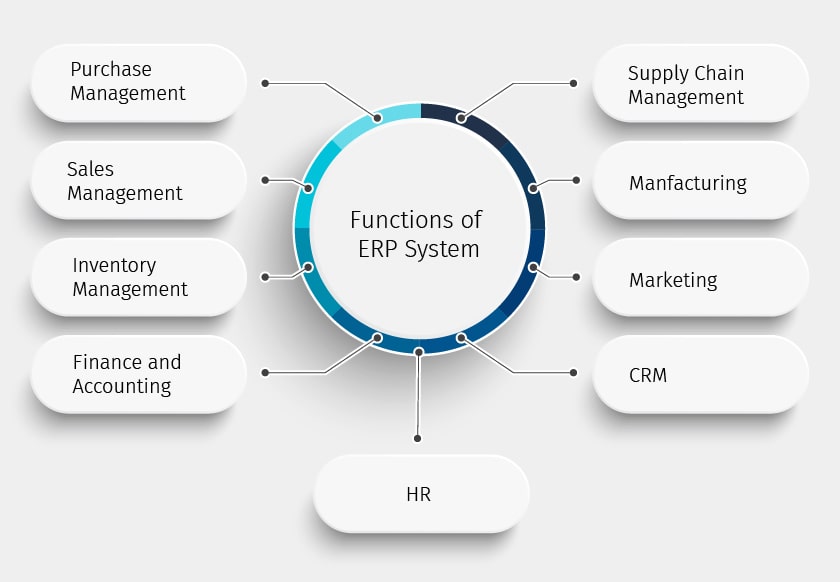 Purchase
Management
Sales
Management
Inventory
Management
Finance and
Accounting
Functions of
ERP System
Supply Chain
Management
Manfacturing
Marketing
CRM
HR